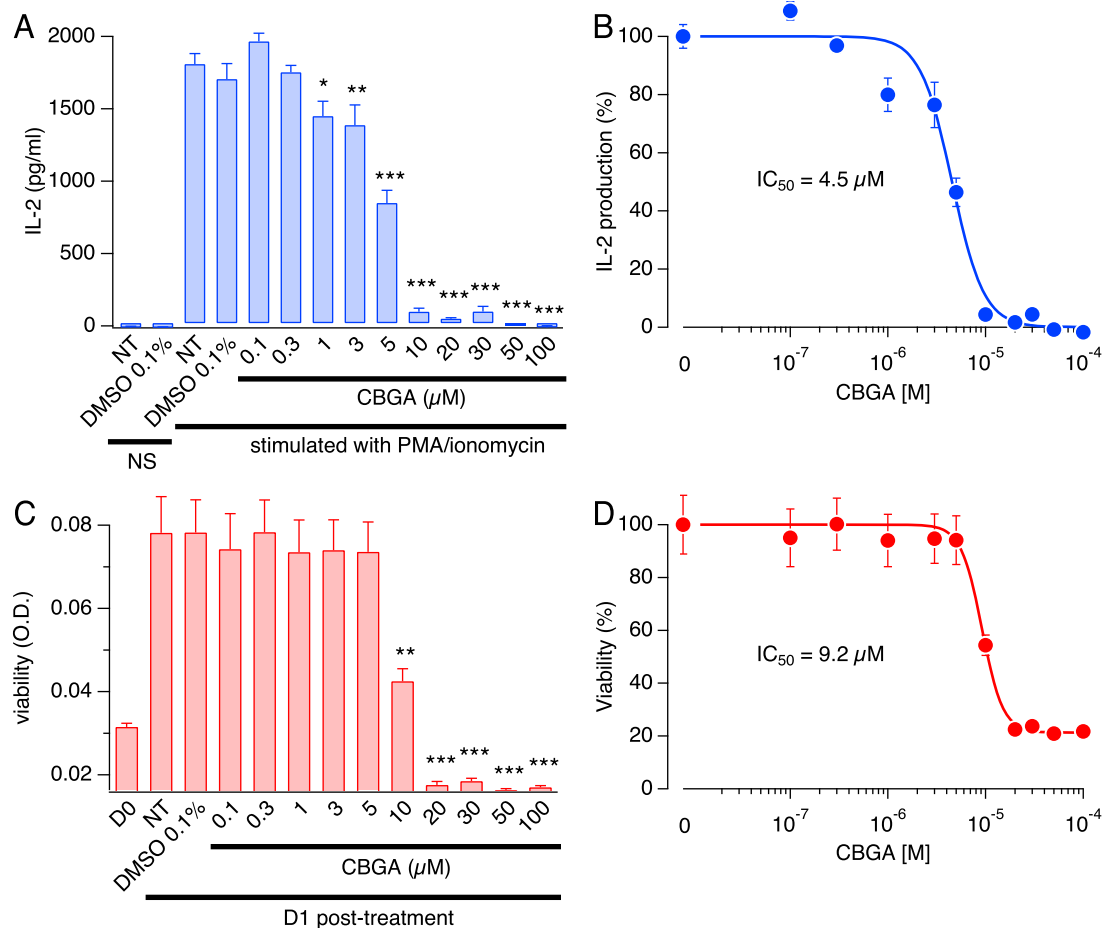 A
2000
1500
1000
500
0
IL-2 (pg/ml)
*
**
***
***
***
***
***
***
NT
DMSO 0.1%
NT
DMSO 0.1%
0.1
0.3
1
3
5
10
20
30
50
100
CBGA (µM)
stimulated with PMA/ionomycin
NS
B
100
80
60
40
20
0
IL-2 production (%)
IC50 = 4.5 µM
0
10-7
10-6
10-5
10-4
CBGA [M]
C
0.08
0.06
0.04
0.02
viability (O.D.)
**
***
***
***
***
D0
NT
DMSO 0.1%
0.1
0.3
1
3
5
10
20
30
50
100
CBGA (µM)
D1 post-treatment
D
100
80
60
40
20
0
Viability (%)
IC50 = 9.2 µM
0
10-7
10-6
10-5
10-4
CBGA [M]